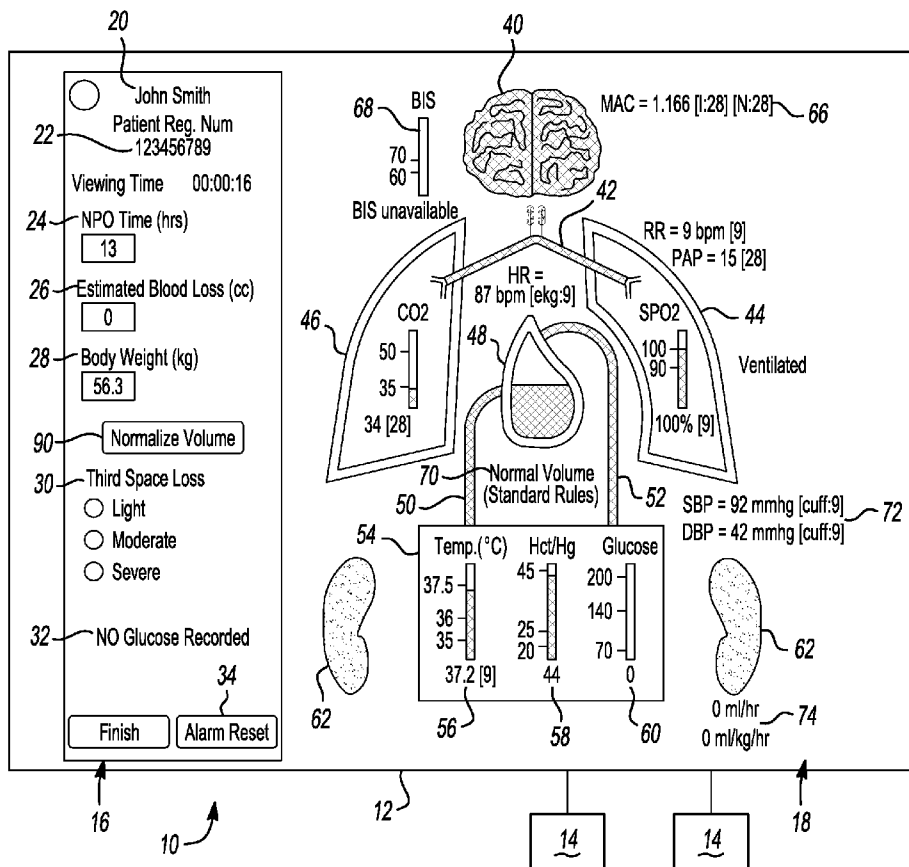 20
40
John Smith
Patient Reg. Num
22
123456789
Viewing Time 00:00:16
24
NPO Time (hrs)
13
26
Estimated Blood Loss (cc)
0
28
Body Weight (kg)
56.3
90
Normalize Volume
30
Third Space Loss
Light
Moderate
Severe
32
NO Glucose Recorded
34
Finish
Alarm Reset
16
10
12
68
BIS
70
60
BIS unavailable
MAC = 1.166 [I:28] [N:28]
66
42
RR = 9 bpm [9]
PAP = 15 [28]
HR =
87 bpm [ekg:9]
46
CO2
50
35
34 [28]
48
SPO2
100
90
100% [9]
44
Ventilated
70
Normal Volume
(Standard Rules)
50
52
SBP = 92 mmhg [cuff:9]
DBP = 42 mmhg [cuff:9]
72
54
Temp.(°C)
37.5
36
35
37.2 [9]
Hct/Hg
45
25
20
44
Glucose
200
140
70
0
62
62
56
58
60
0 ml/hr
0 ml/kg/hr
74
14
14
18